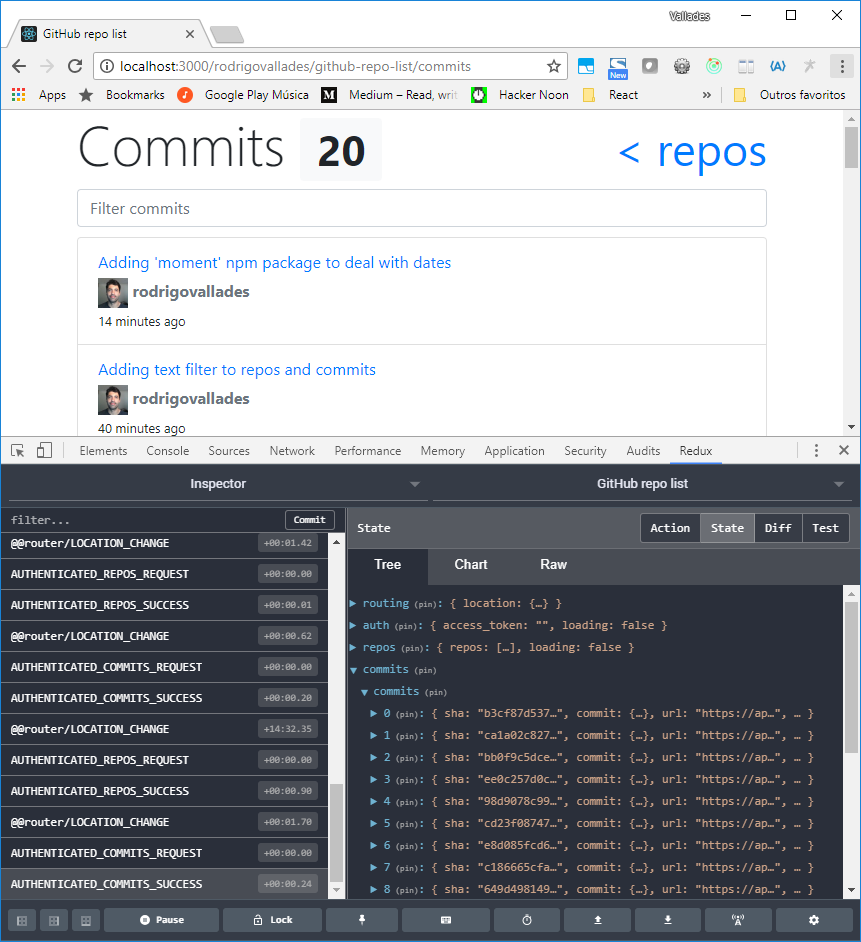 Vallades
GitHub repo list
localhost:3000/rodrigovallades/github-repo-list/commits
New
Apps Bookmarks Google Play Música Medium – Read, writ Hacker Noon React » Outros favoritos
Commits 20 < repos
Filter commits
Adding 'moment' npm package to deal with dates
rodrigovallades
14 minutes ago
Adding text filter to repos and commits
rodrigovallades
40 minutes ago
Elements Console Sources Network Performance Memory Application Security Audits Redux
Inspector GitHub repo list
filter... Commit
State Action State Diff Test
Tree Chart Raw
@@router/LOCATION_CHANGE +00:01.42
AUTHENTICATED_REPOS_REQUEST +00:00.00
AUTHENTICATED_REPOS_SUCCESS +00:00.01
@@router/LOCATION_CHANGE +00:00.62
AUTHENTICATED_COMMITS_REQUEST +00:00.00
AUTHENTICATED_COMMITS_SUCCESS +00:00.20
@@router/LOCATION_CHANGE +14:32.35
AUTHENTICATED_REPOS_REQUEST +00:00.00
AUTHENTICATED_REPOS_SUCCESS +00:00.90
@@router/LOCATION_CHANGE +00:01.70
AUTHENTICATED_COMMITS_REQUEST +00:00.00
AUTHENTICATED_COMMITS_SUCCESS +00:00.24
routing (pin): { location: {…} }
auth (pin): { access_token: "", loading: false }
repos (pin): { repos: […], loading: false }
commits (pin)
commits (pin)
0 (pin): { sha: "b3cf87d537…", commit: {…}, url: "https://ap…", … }
1 (pin): { sha: "ca1a02c827…", commit: {…}, url: "https://ap…", … }
2 (pin): { sha: "bb0f9c5dce…", commit: {…}, url: "https://ap…", … }
3 (pin): { sha: "ee0c257d0c…", commit: {…}, url: "https://ap…", … }
4 (pin): { sha: "98d9078c99…", commit: {…}, url: "https://ap…", … }
5 (pin): { sha: "cd23f08747…", commit: {…}, url: "https://ap…", … }
6 (pin): { sha: "e8d085fcd6…", commit: {…}, url: "https://ap…", … }
7 (pin): { sha: "c186665cfa…", commit: {…}, url: "https://ap…", … }
8 (pin): { sha: "649d498149…", commit: {…}, url: "https://ap…", … }
Pause Lock